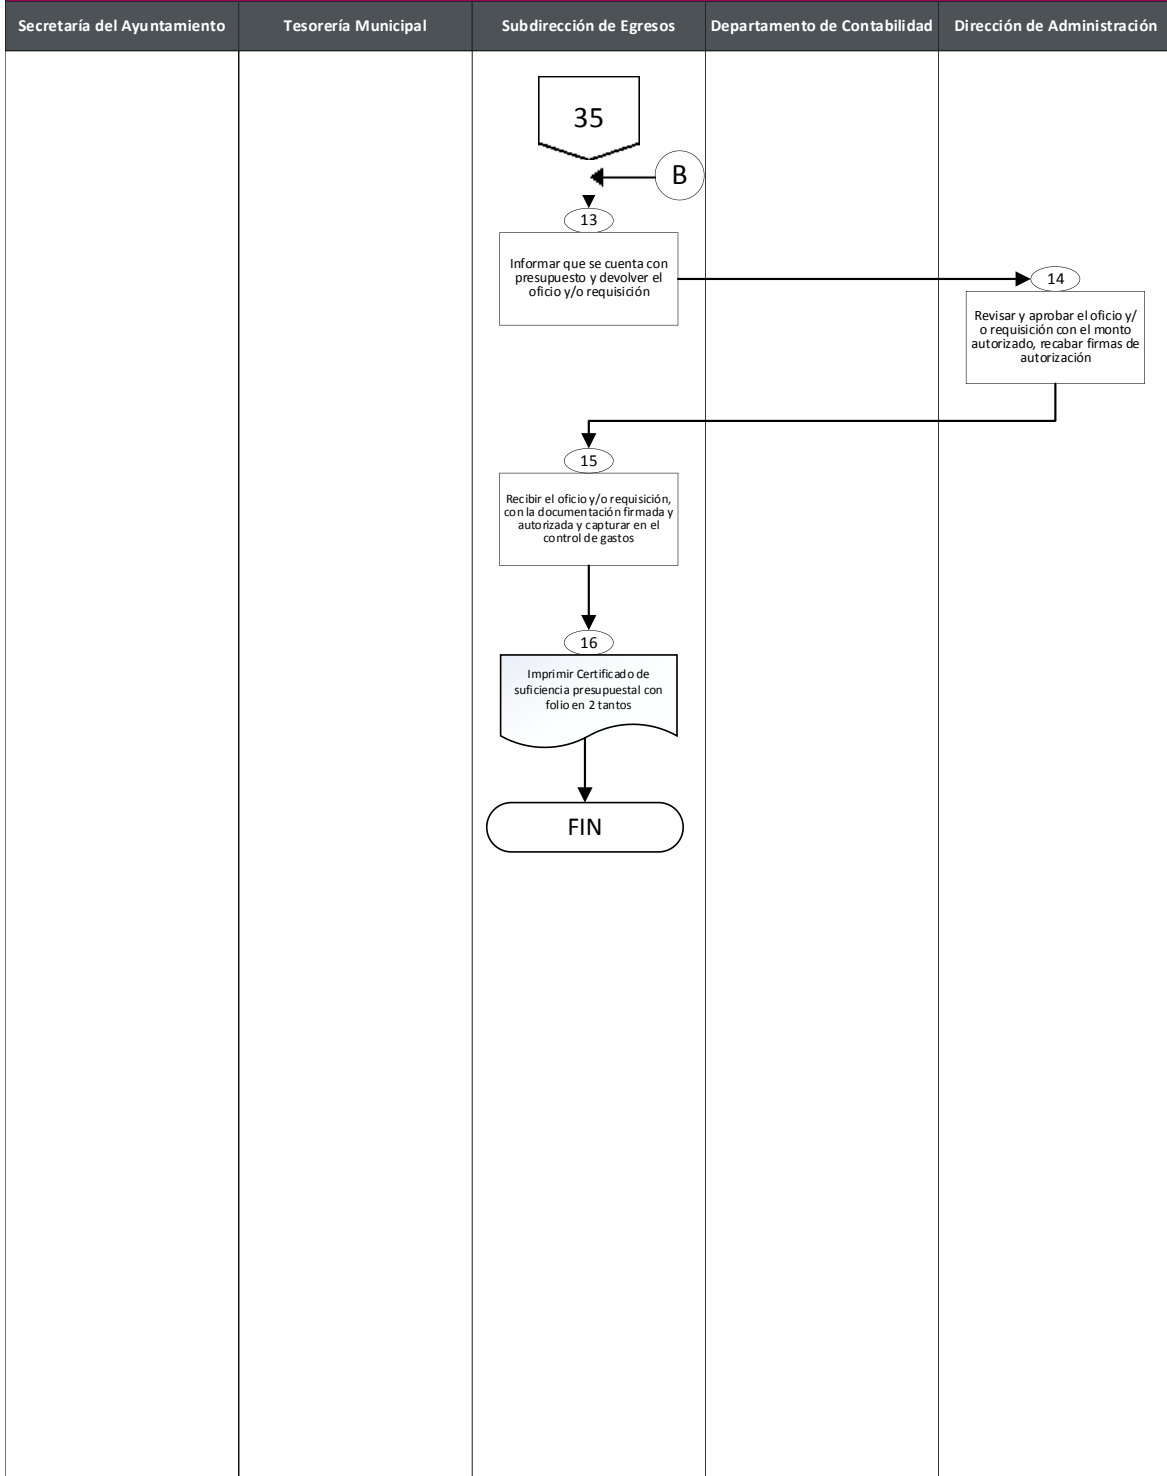 Secretaría del Ayuntamiento
Tesorería Municipal
Subdirección de Egresos
Departamento de Contabilidad
Dirección de Administración
35
B
13
Informar que se cuenta con
presupuesto y devolver el
oficio y/o requisición
14
Revisar y aprobar el oficio y/
o requisición con el monto
autorizado, recabar firmas de
autorización
15
Recibir el oficio y/o requisición,
con la documentación firmada y
autorizada y capturar en el
control de gastos
16
Imprimir Certificado de
suficiencia presupuestal con
folio en 2 tantos
FIN